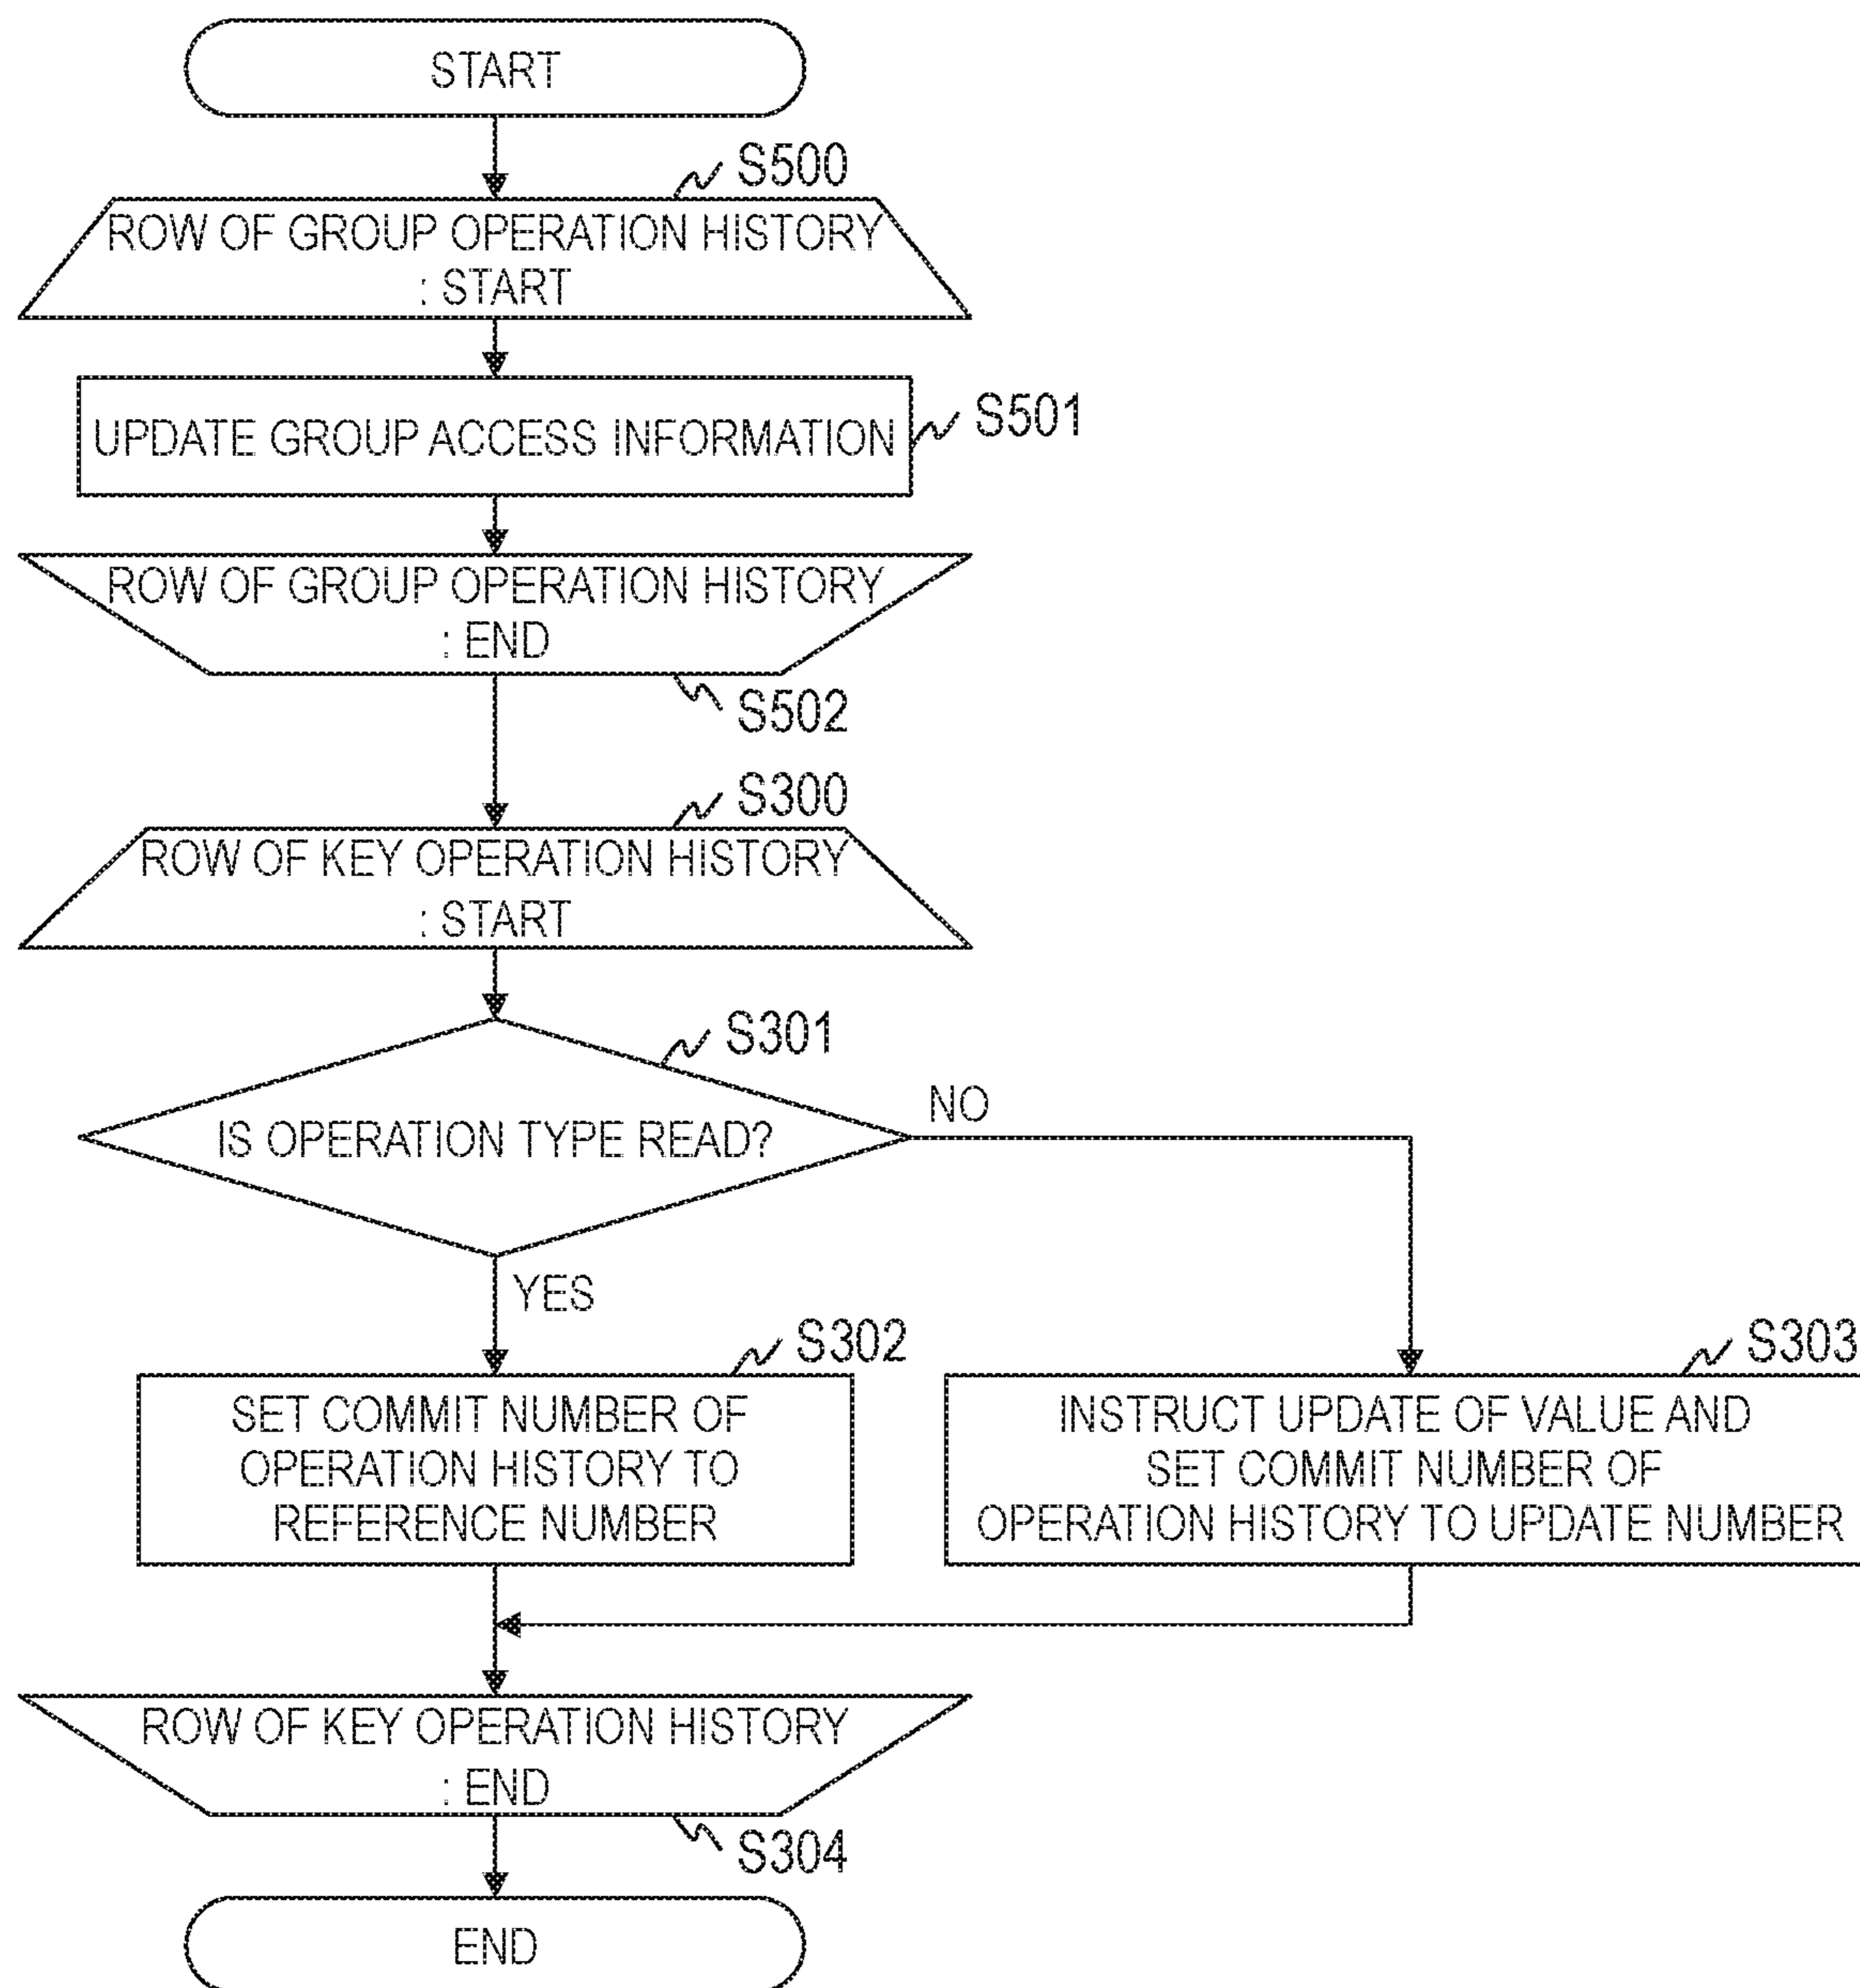 START
S500
ROW OF GROUP OPERATION HISTORY
: START
UPDATE GROUP ACCESS INFORMATION
S501
ROW OF GROUP OPERATION HISTORY
: END
S502
S300
ROW OF KEY OPERATION HISTORY
: START
S301
IS OPERATION TYPE READ?
NO
YES
S302
SET COMMIT NUMBER OF
OPERATION HISTORY TO
REFERENCE NUMBER
S303
INSTRUCT UPDATE OF VALUE AND
SET COMMIT NUMBER OF
OPERATION HISTORY TO UPDATE NUMBER
ROW OF KEY OPERATION HISTORY
: END
S304
END